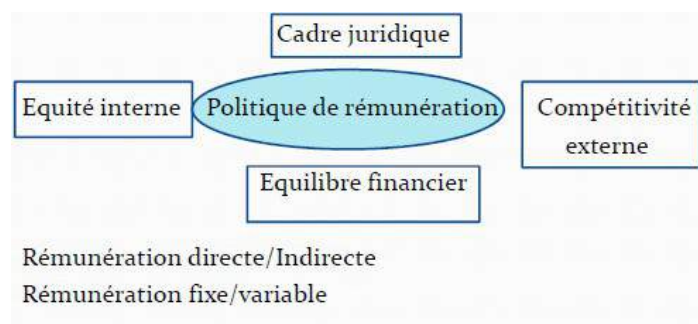 Cadre juridique
Equité interne
Politique de rémunération
Compétitivité
externe
Equilibre financier
Rémunération directe/Indirecte
Rémunération fixe/variable